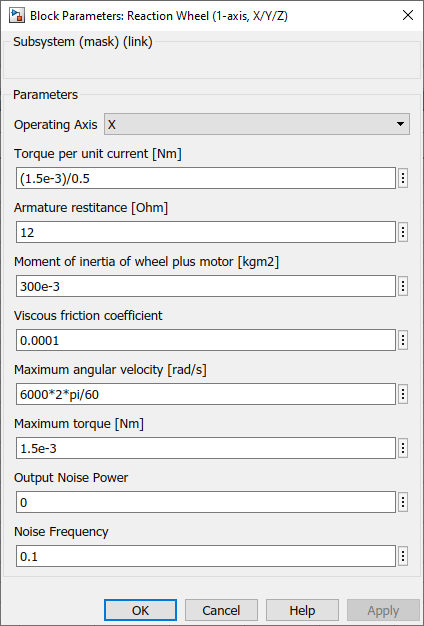 Block Parameters: Reaction Wheel (1-axis, X/Y/Z)
Subsystem (mask) (link)
Parameters
Operating Axis X
Torque per unit current [Nm]
(1.5e-3)/0.5
Armature restitance [Ohm]
12
Moment of inertia of wheel plus motor [kgm2]
300e-3
Viscous friction coefficient
0.0001
Maximum angular velocity [rad/s]
6000*2*pi/60
Maximum torque [Nm]
1.5e-3
Output Noise Power
0
Noise Frequency
0.1
OK Cancel Help Apply